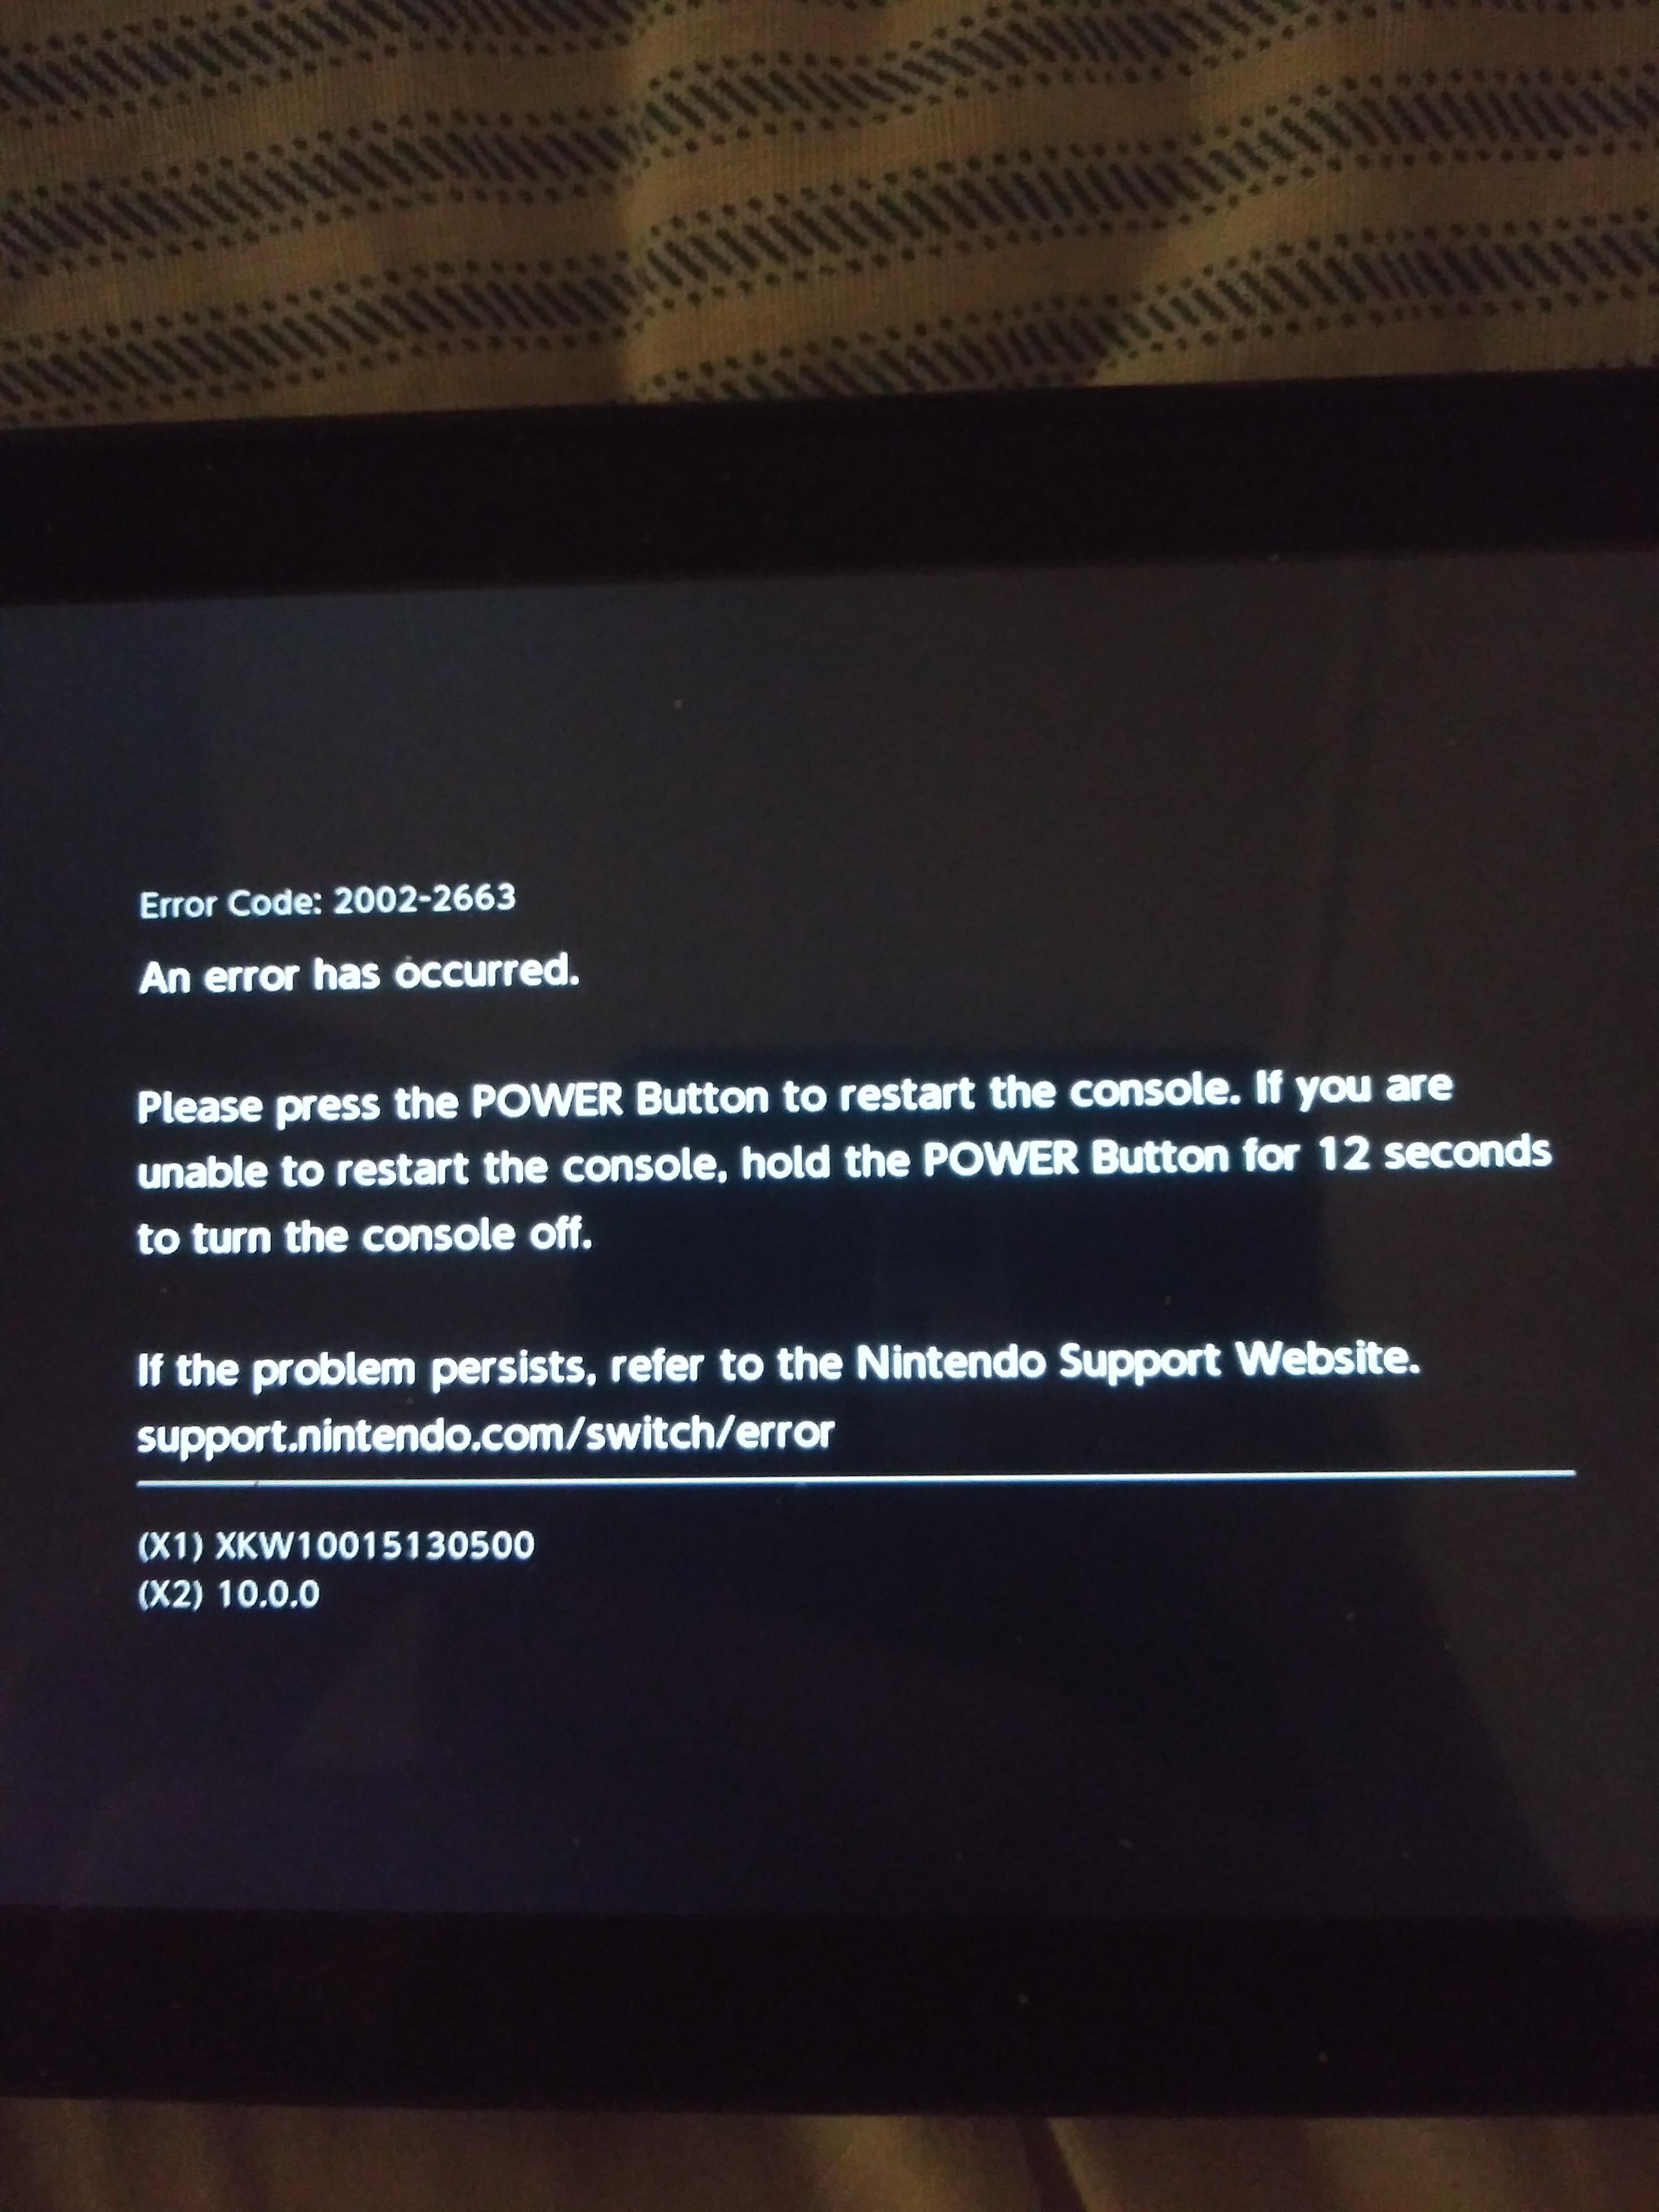 Error Code: 2002-2663
An error has occurred.
Please press the POWER Button to restart the console. If you are
unable to restart the console, hold the POWER Button for 12 seconds
to turn the console off.
If the problem persists, refer to the Nintendo Support Website.
support.nintendo.com/switch/error
(X1) XKW10015130500
(X2) 10.0.0